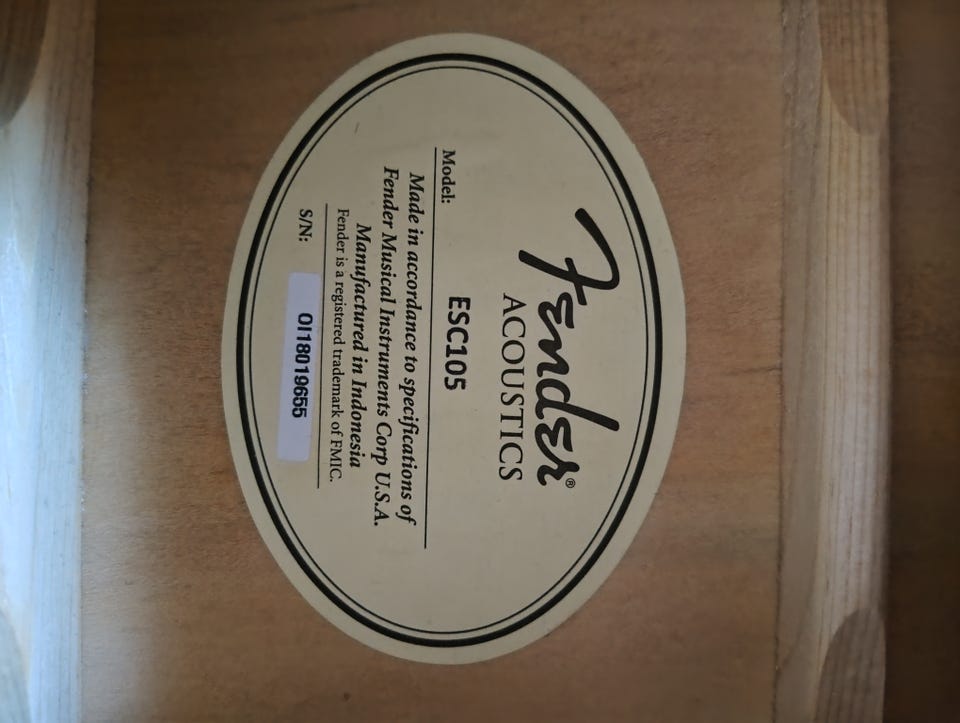 Fender®
ACOUSTICS
Model: ESC105
Made in accordance to specifications of
Fender Musical Instruments Corp U.S.A.
Manufactured in Indonesia
Fender is a registered trademark of FMIC.
S/N: OI18019655